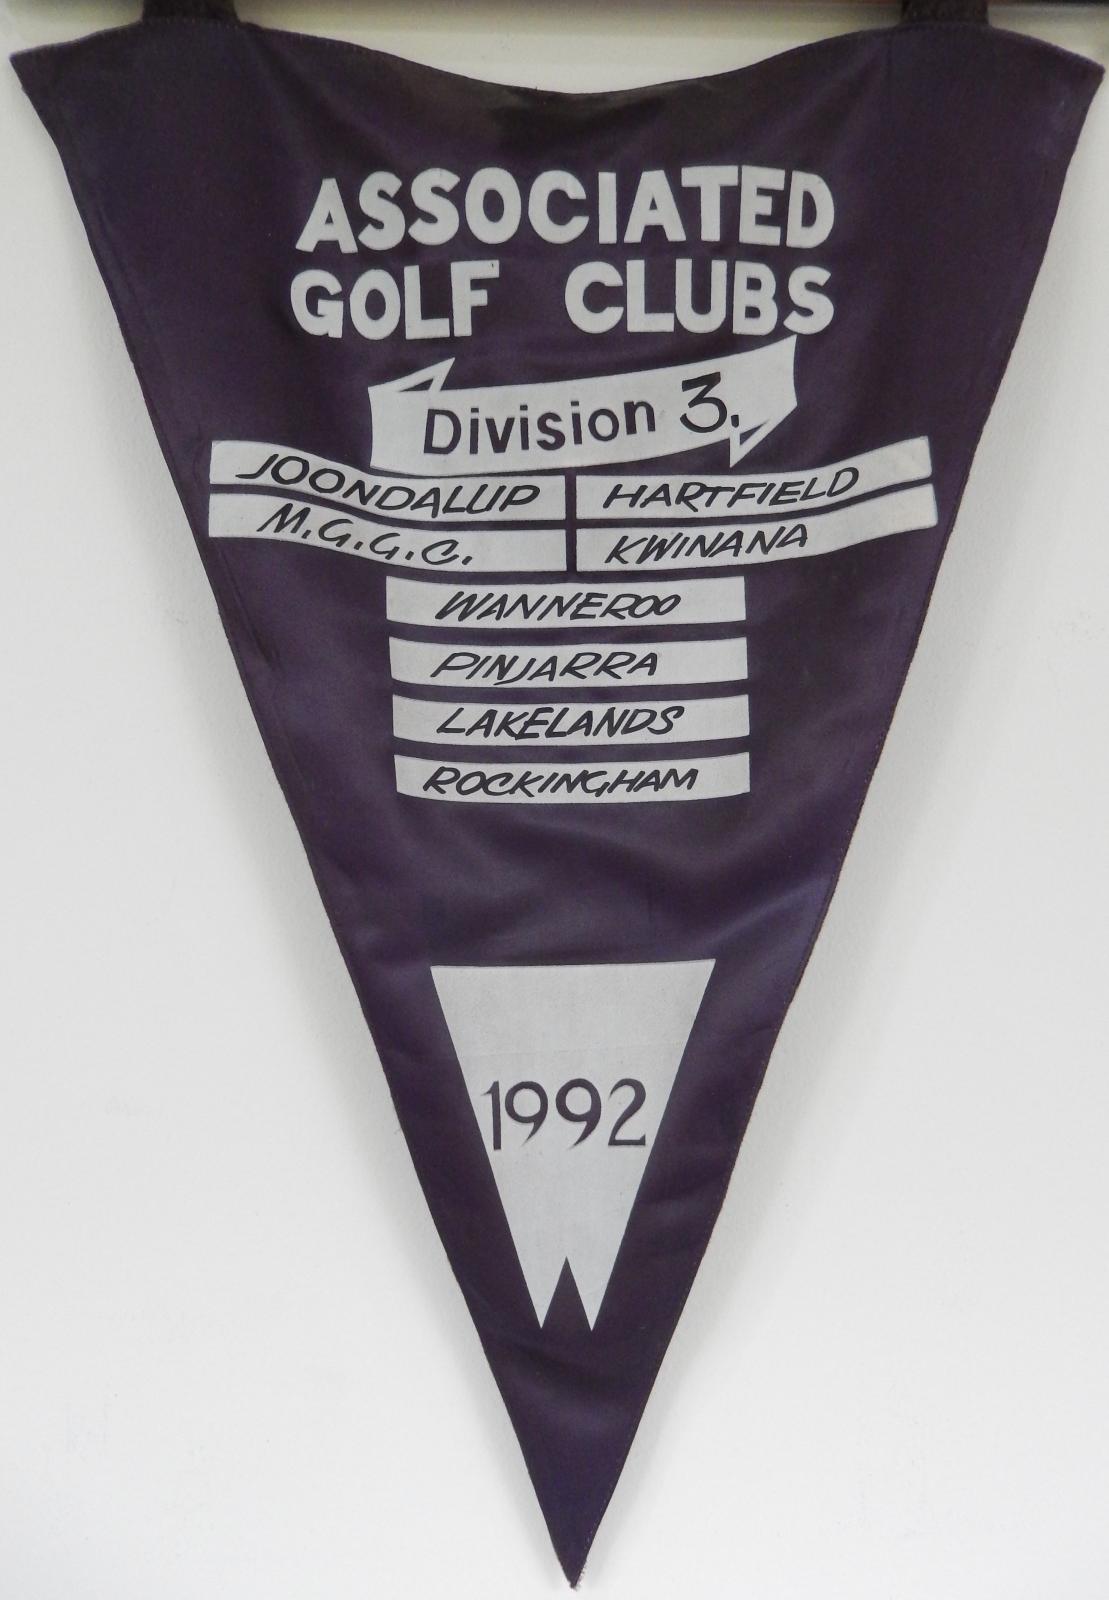 ASSOCIATED
GOLF CLUBS
Division 3.
JOONDALUP HARTFIELD
M.G.G.C. KWINANA
WANNEROO
PINJARRA
LAKELANDS
ROCKINGHAM
1992